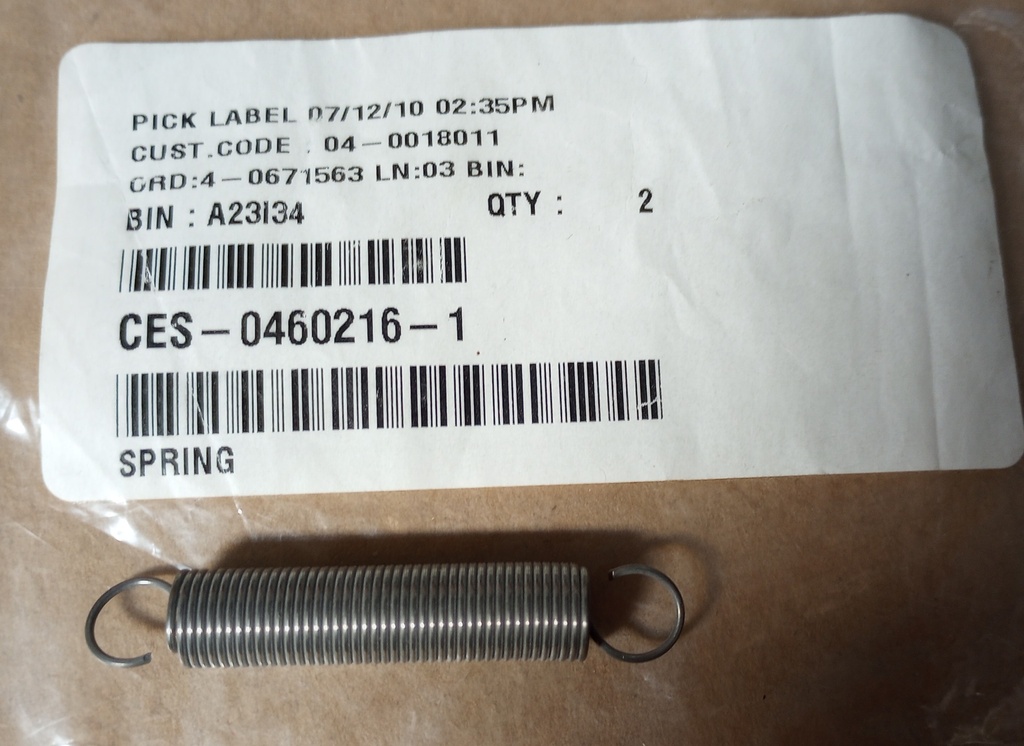 PICK LABEL 07/12/10 02:35PM
CUST.CODE : 04-0018011
ORD:4-0671563 LN:03 BIN:
BIN : A23I34 QTY : 2
CES-0460216-1
SPRING